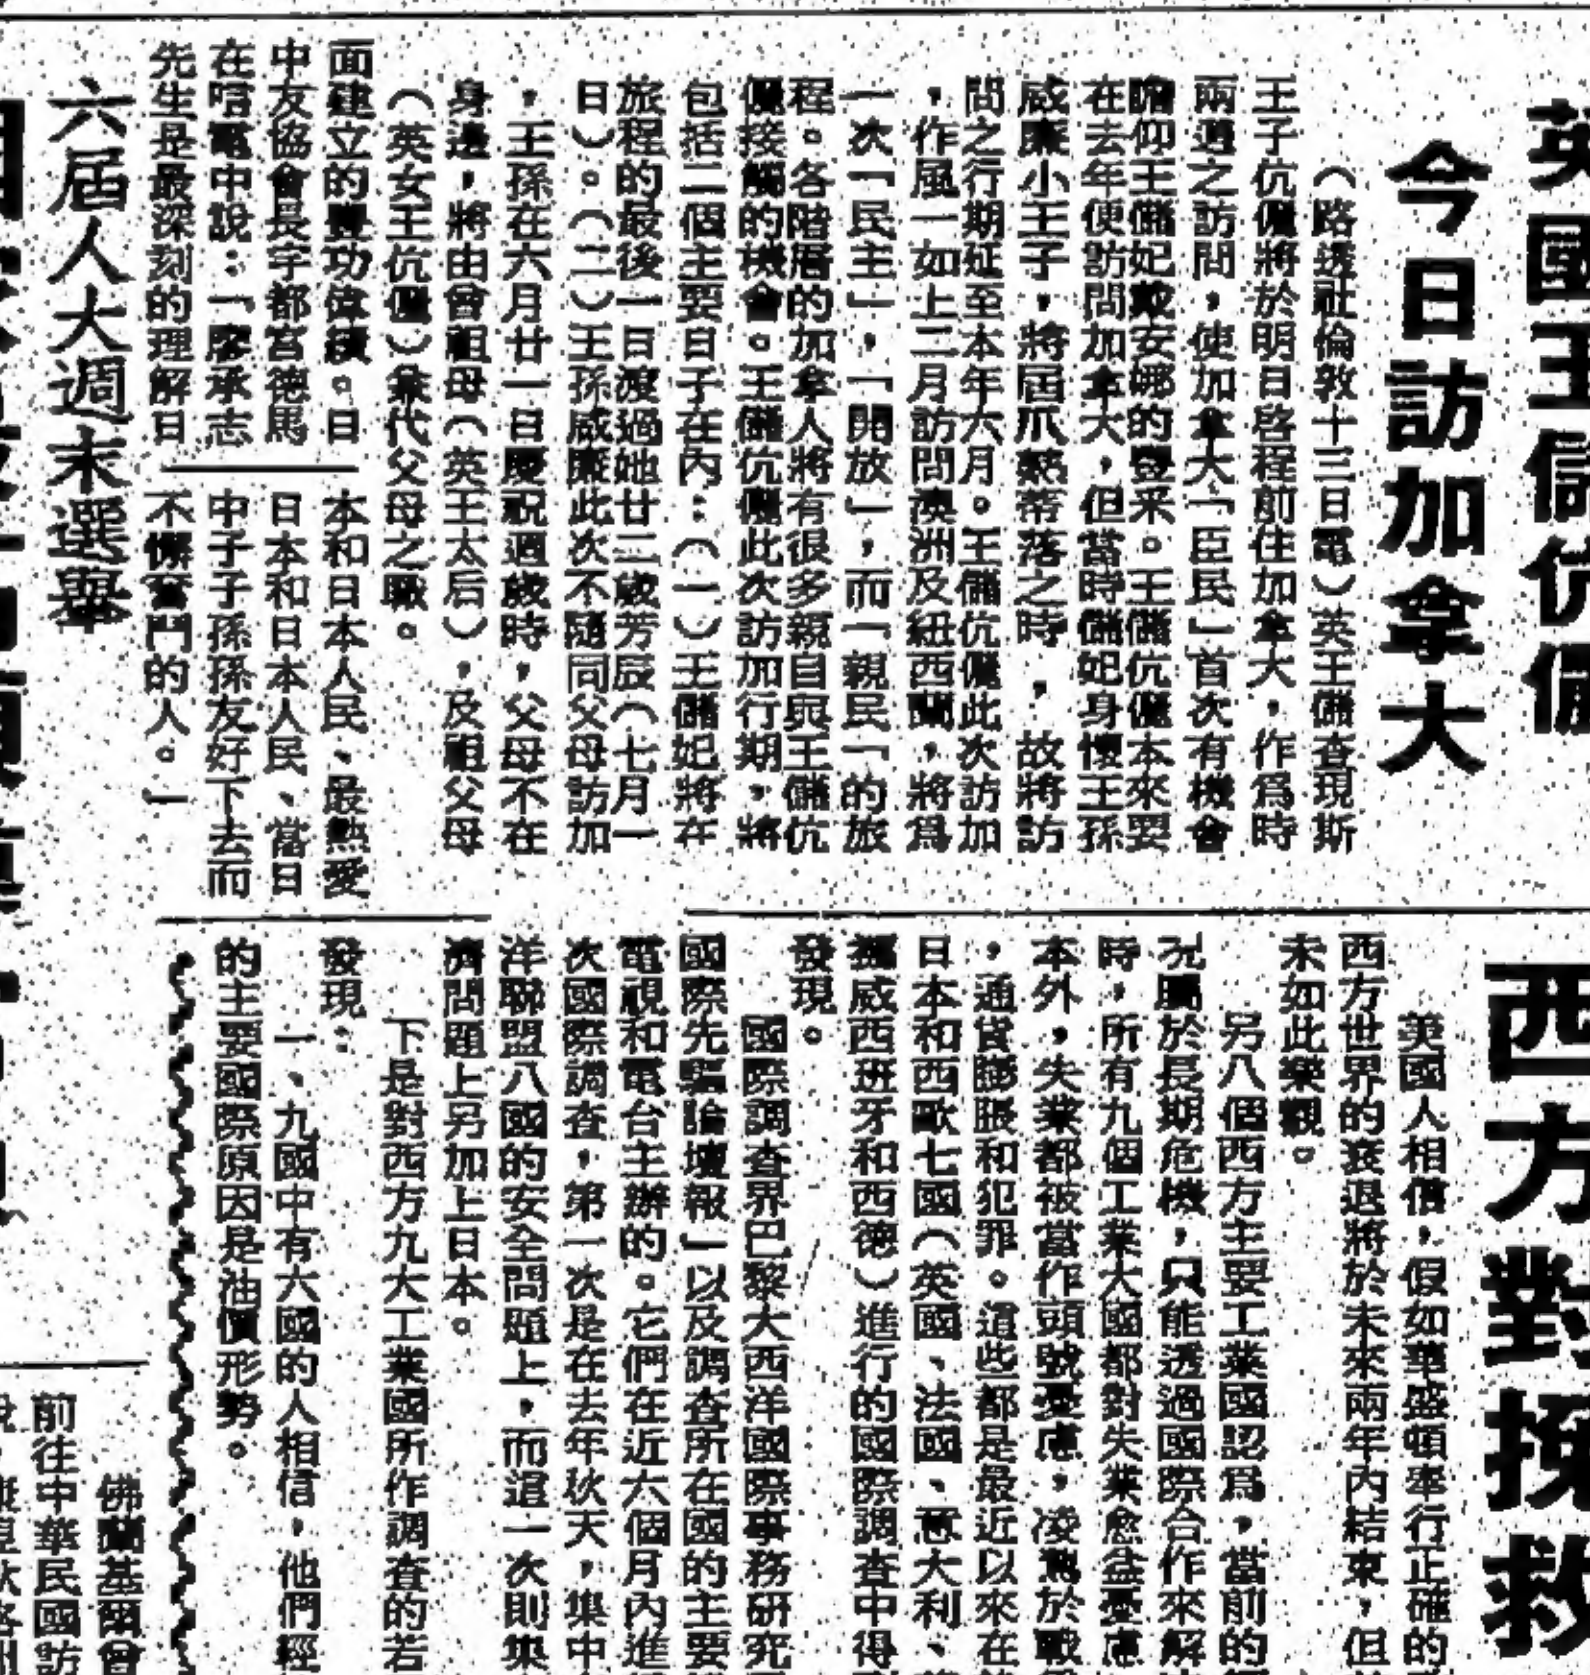 英國王儲伉儷
今日訪加拿大
（路透社倫敦十三日電）英王儲查現斯
王子伉儷將於明日啓程前往加拿大，作爲時
兩週之訪問，使加拿大「臣民」首次有機會
瞻仰王儲妃戴安娜的登来。王儲伉儷本來要
在去年便訪問加拿大，但當時儲妃身懷王孫
威廉小王子，將屆爪熟蒂落之時，故將訪
問之行期延至本年六月。王儲伉儷此次訪加
，作風一如上二月訪問澳洲及紐西蘭，將爲
一次「民主」，「開放」，而「親民「的旅
程。各階層的加拿人將有很多親自與王儲伉
儷接觸的機會。王儲伉儷此次訪加行期，將
包括二個主要日子在內：（一）王儲妃將在
旅程的最後一日渡過她廿二歲芳辰（七月一
日）。（二）王孫威廉此次不隨同父母訪加
，王孫在六月廿一日慶祝週歲時，父母不在
身邊，將由曾祖母（英王太后），及祖父母
（英女王伉儷）兼代父母之職。
面建立的豐功偉績。日
中友協會長宇都宮德馬
在唁電中說：「廖承志
先生是最深刻的理解日
本和日本人民、最熱愛
日本和日本人民、當日
中子子孫孫友好下去而
不懈奮鬥的人。」
六屆人大週末選舉
西方對挽救
美國人相信，假如華盛頓奉行正確的
西方世界的衰退將於未來兩年內結束，但
未如此樂觀。
另八個西方主要工業國認爲，當前的
況屬於長期危機，只能透過國際合作來解
時，所有九個工業大國都對失業愈益憂慮
本外，失業都被當作頭號憂慮，凌駕於戰
，通貨膨脹和犯罪。這些都是最近以來在
日本和西歐七國（英國、法國、意大利、
挪威西班牙和西德）進行的國際調查中得
發現。
國際調查界巴黎大西洋國際事務研究
國際先驅論壇報」以及調查所在國的主要
電視和電台主辦的。它們在近六個月內進
次國際調查，第一次是在去年秋天，集中
洋聯盟八國的安全問題上，而這一次則集
濟問題上另加上日本。
下是對西方九大工業國所作調查的若
發現：
一、九國中有六國的人相信，他們經
的主要國際原因是油價形勢。
佛蘭基爾曾
前往中華民國訪